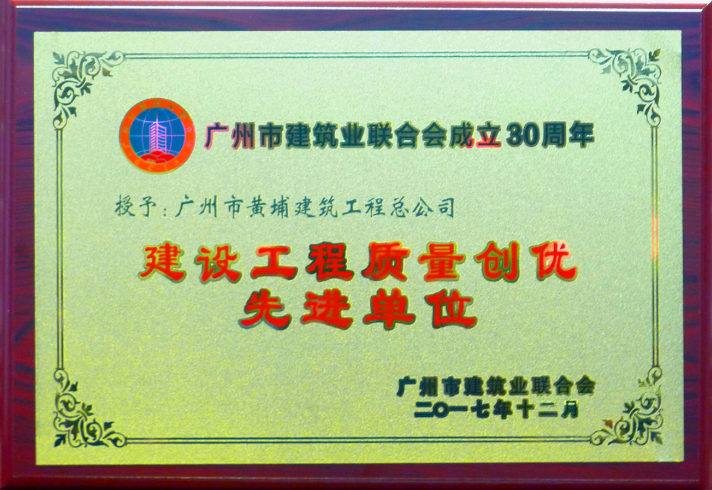 广州市建筑业联合会成立30周年
授予:广州市黄埔建筑工程总公司
建设工程质量创优
先进单位
广州市建筑业联合会
二〇一七年十二月